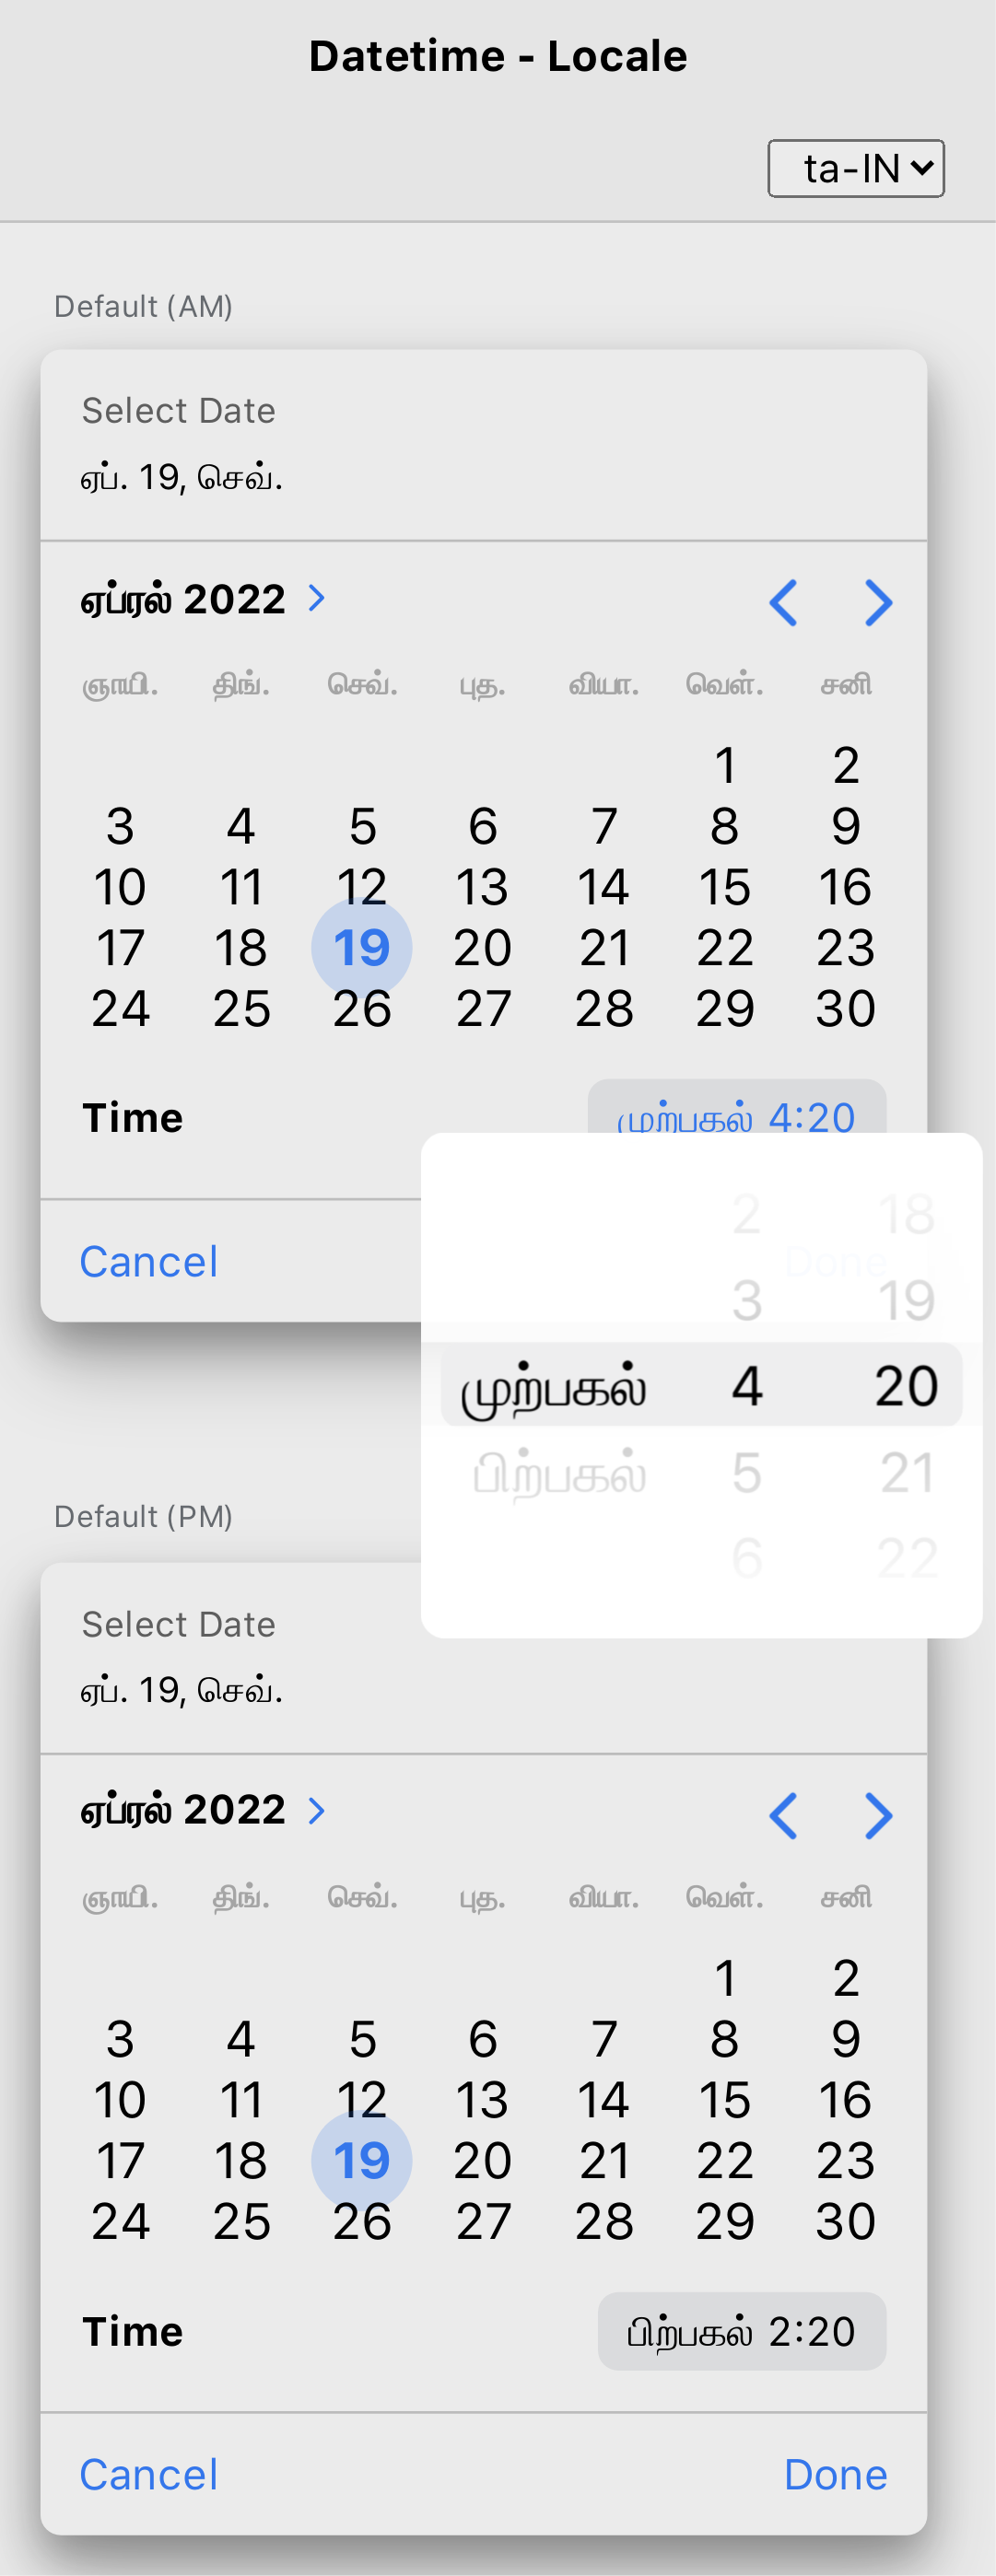 Datetime - Locale
ta-IN
Default (AM)
Select Date
ஏப். 19, செவ்.
ஏப்ரல் 2022
ஞாயி. திங். செவ். புத. வியா. வெள். சனி
1 2
3 4 5 6 7 8 9
10 11 12 13 14 15 16
17 18 19 20 21 22 23
24 25 26 27 28 29 30
Time முற்பகல் 4:20
2 18
Cancel Done
3 19
முற்பகல் 4 20
பிற்பகல் 5 21
6 22
Default (PM)
Select Date
ஏப். 19, செவ்.
ஏப்ரல் 2022
ஞாயி. திங். செவ். புத. வியா. வெள். சனி
1 2
3 4 5 6 7 8 9
10 11 12 13 14 15 16
17 18 19 20 21 22 23
24 25 26 27 28 29 30
Time பிற்பகல் 2:20
Cancel Done